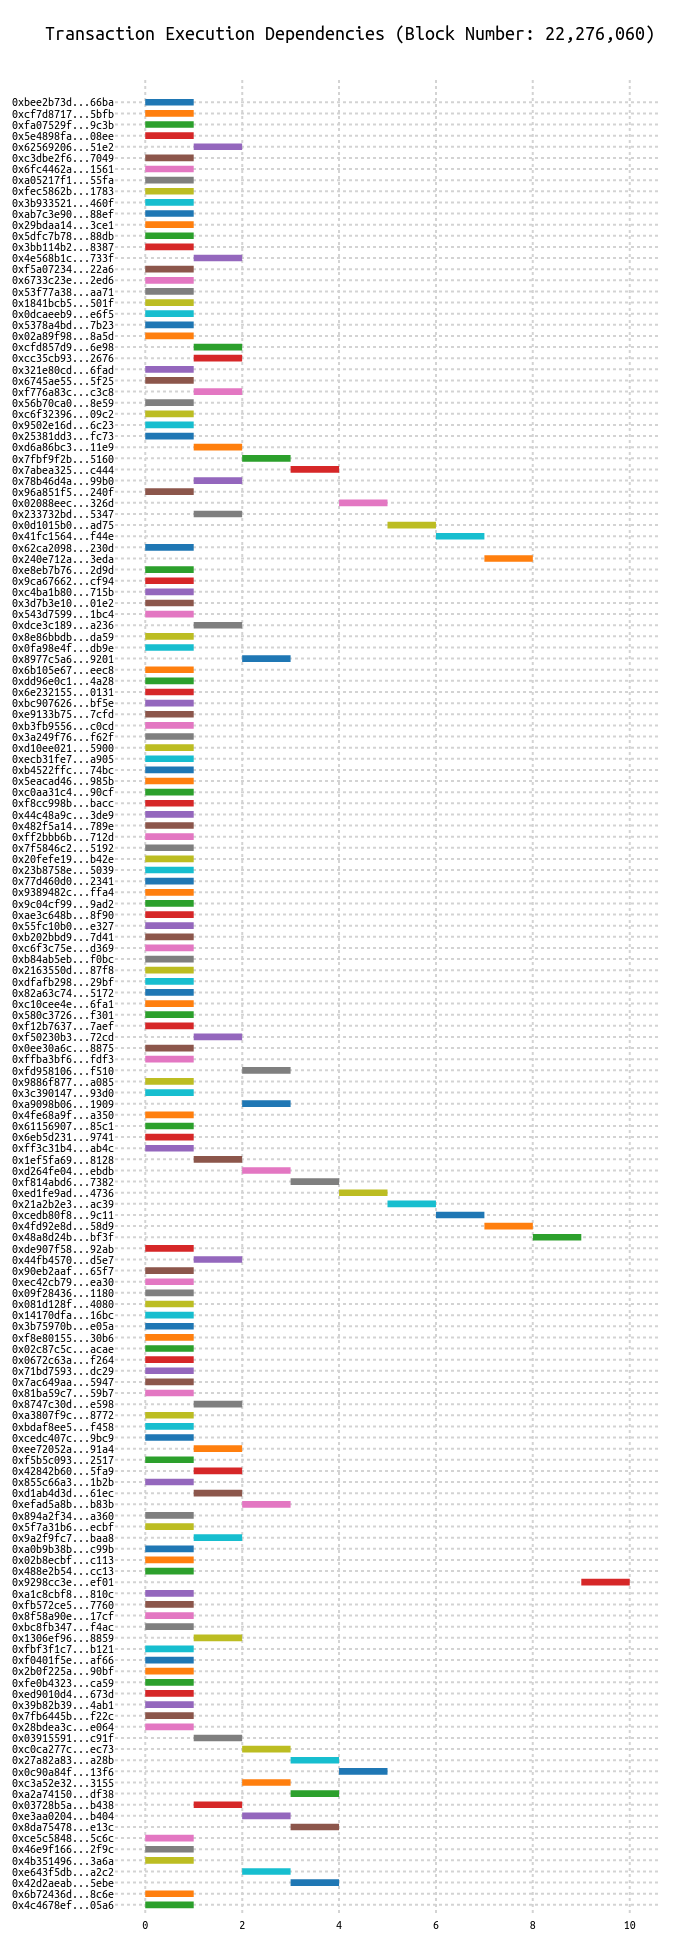 Transaction Execution Dependencies (Block Number: 22,276,060)
0xbee2b73d...66ba
0xcf7d8717...5bfb
0xfa07529f...9c3b
0x5e4898fa...08ee
0x62569206...51e2
0xc3dbe2f6...7049
0x6fc4462a...1561
0xa05217f1...55fa
0xfec5862b...1783
0x3b933521...460f
0xab7c3e90...88ef
0x29bdaa14...3ce1
0x5dfc7b78...88db
0x3bb114b2...8387
0x4e568b1c...733f
0xf5a07234...22a6
0x6733c23e...2ed6
0x53f77a38...aa71
0x1841bcb5...501f
0x0dcaeeb9...e6f5
0x5378a4bd...7b23
0x02a89f98...8a5d
0xcfd857d9...6e98
0xcc35cb93...2676
0x321e80cd...6fad
0x6745ae55...5f25
0xf776a83c...c3c8
0x56b70ca0...8e59
0xc6f32396...09c2
0x9502e16d...6c23
0x25381dd3...fc73
0xd6a86bc3...11e9
0x7fbf9f2b...5160
0x7abea325...c444
0x78b46d4a...99b0
0x96a851f5...240f
0x02088eec...326d
0x233732bd...5347
0x0d1015b0...ad75
0x41fc1564...f44e
0x62ca2098...230d
0x240e712a...3eda
0xe8eb7b76...2d9d
0x9ca67662...cf94
0xc4ba1b80...715b
0x3d7b3e10...01e2
0x543d7599...1bc4
0xdce3c189...a236
0x8e86bbdb...da59
0x0fa98e4f...db9e
0x8977c5a6...9201
0x6b105e67...eec8
0xdd96e0c1...4a28
0x6e232155...0131
0xbc907626...bf5e
0xe9133b75...7cfd
0xb3fb9556...c0cd
0x3a249f76...f62f
0xd10ee021...5900
0xecb31fe7...a905
0xb4522ffc...74bc
0x5eacad46...985b
0xc0aa31c4...90cf
0xf8cc998b...bacc
0x44c48a9c...3de9
0x482f5a14...789e
0xff2bbb6b...712d
0x7f5846c2...5192
0x20fefe19...b42e
0x23b8758e...5039
0x77d460d0...2341
0x9389482c...ffa4
0x9c04cf99...9ad2
0xae3c648b...8f90
0x55fc10b0...e327
0xb202bbd9...7d41
0xc6f3c75e...d369
0xb84ab5eb...f0bc
0x2163550d...87f8
0xdfafb298...29bf
0x82a63c74...5172
0xc10cee4e...6fa1
0x580c3726...f301
0xf12b7637...7aef
0xf50230b3...72cd
0x0ee30a6c...8875
0xffba3bf6...fdf3
0xfd958106...f510
0x9886f877...a085
0x3c390147...93d0
0xa9098b06...1909
0x4fe68a9f...a350
0x61156907...85c1
0x6eb5d231...9741
0xff3c31b4...ab4c
0x1ef5fa69...8128
0xd264fe04...ebdb
0xf814abd6...7382
0xed1fe9ad...4736
0x21a2b2e3...ac39
0xcedb80f8...9c11
0x4fd92e8d...58d9
0x48a8d24b...bf3f
0xde907f58...92ab
0x44fb4570...d5e7
0x90eb2aaf...65f7
0xec42cb79...ea30
0x09f28436...1180
0x081d128f...4080
0x14170dfa...16bc
0x3b75970b...e05a
0xf8e80155...30b6
0x02c87c5c...acae
0x0672c63a...f264
0x71bd7593...dc29
0x7ac649aa...5947
0x81ba59c7...59b7
0x8747c30d...e598
0xa3807f9c...8772
0xbdaf8ee5...f458
0xcedc407c...9bc9
0xee72052a...91a4
0xf5b5c093...2517
0x42842b60...5fa9
0x855c66a3...1b2b
0xd1ab4d3d...61ec
0xefad5a8b...b83b
0x894a2f34...a360
0x5f7a31b6...ecbf
0x9a2f9fc7...baa8
0xa0b9b38b...c99b
0x02b8ecbf...c113
0x488e2b54...cc13
0x9298cc3e...ef01
0xa1c8cbf8...810c
0xfb572ce5...7760
0x8f58a90e...17cf
0xbc8fb347...f4ac
0x1306ef96...8859
0xfbf3f1c7...b121
0xf0401f5e...af66
0x2b0f225a...90bf
0xfe0b4323...ca59
0xed9010d4...673d
0x39b82b39...4ab1
0x7fb6445b...f22c
0x28bdea3c...e064
0x03915591...c91f
0xc0ca277c...ec73
0x27a82a83...a28b
0x0c90a84f...13f6
0xc3a52e32...3155
0xa2a74150...df38
0x03728b5a...b438
0xe3aa0204...b404
0x8da75478...e13c
0xce5c5848...5c6c
0x46e9f166...2f9c
0x4b351496...3a6a
0xe643f5db...a2c2
0x42d2aeab...5ebe
0x6b72436d...8c6e
0x4c4678ef...05a6
0 2 4 6 8 10